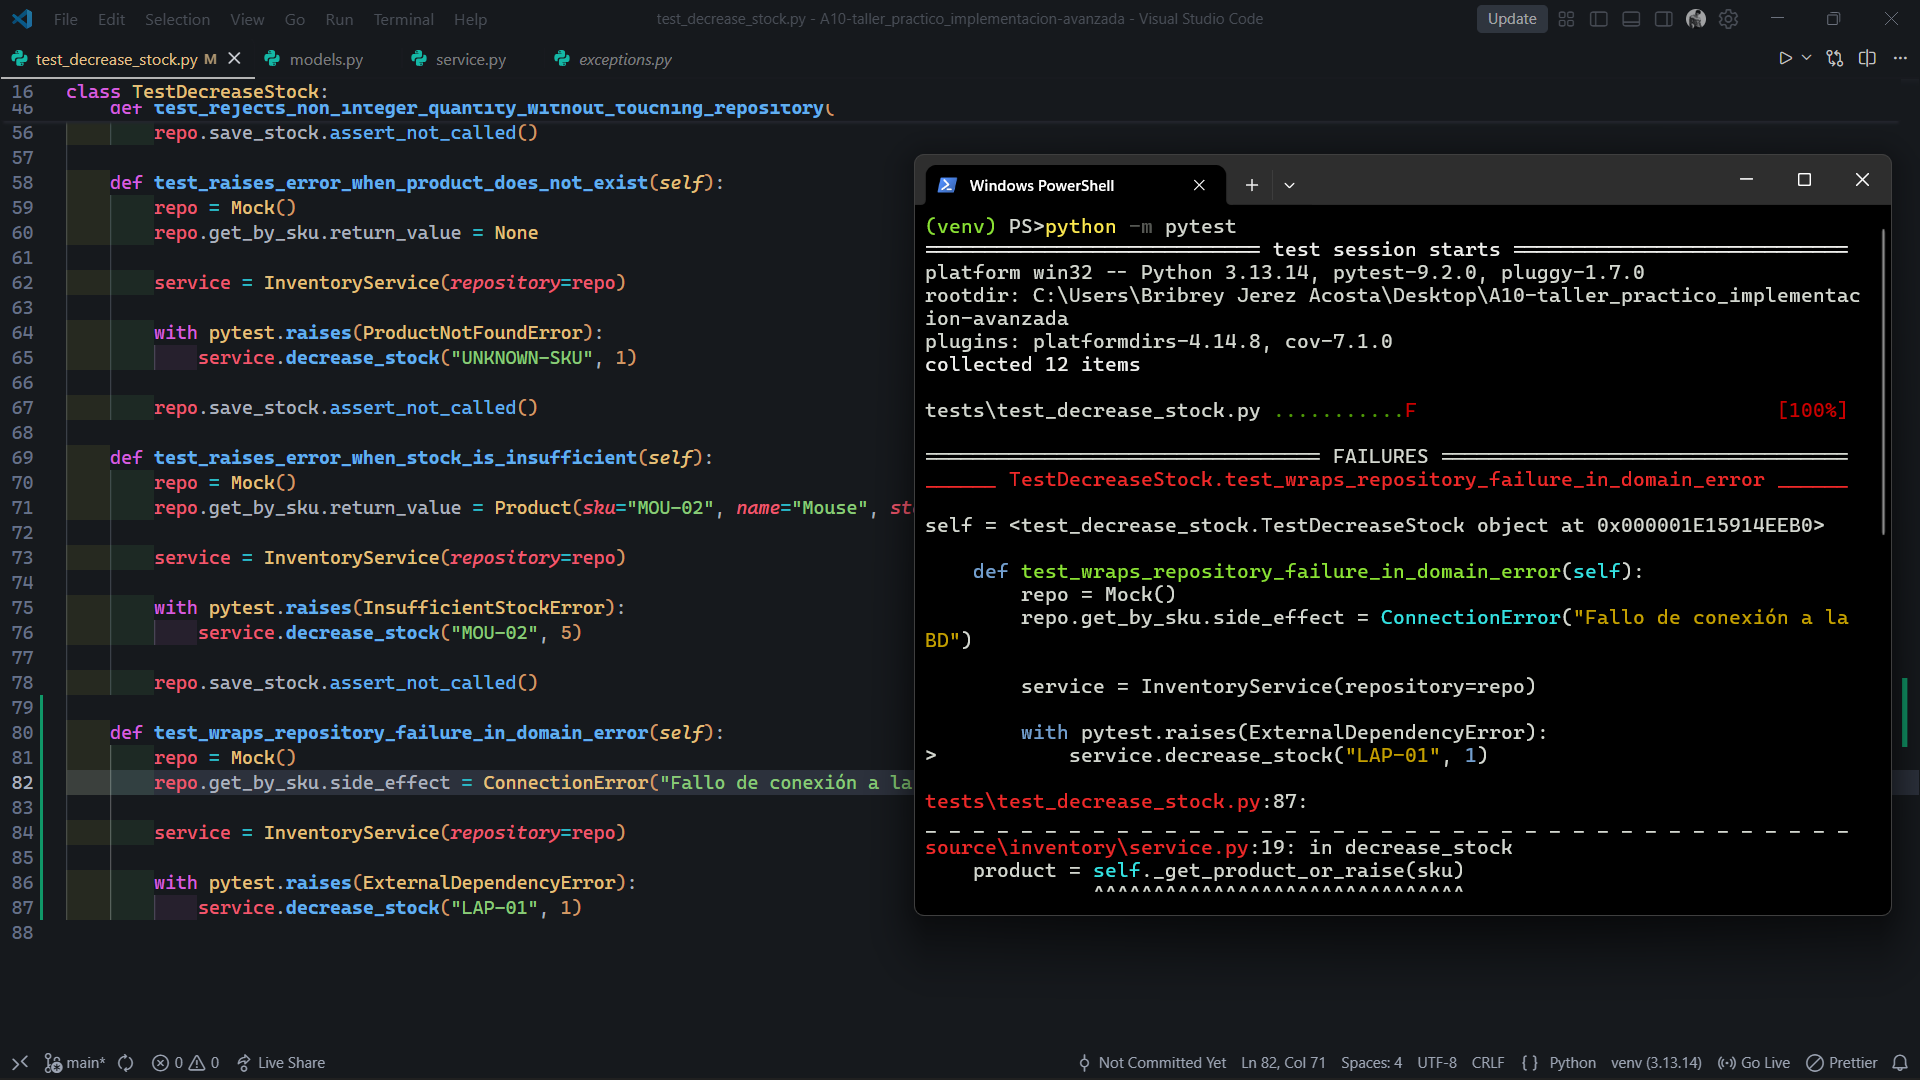 File Edit Selection View Go Run Terminal Help
test_decrease_stock.py - A10-taller_practico_implementacion-avanzada - Visual Studio Code
Update
test_decrease_stock.py M
models.py
service.py
exceptions.py
16 class TestDecreaseStock:
46 def test_rejects_non_integer_quantity_without_touching_repository(
56 repo.save_stock.assert_not_called()
57
58 def test_raises_error_when_product_does_not_exist(self):
59 repo = Mock()
60 repo.get_by_sku.return_value = None
61
62 service = InventoryService(repository=repo)
63
64 with pytest.raises(ProductNotFoundError):
65 service.decrease_stock("UNKNOWN-SKU", 1)
66
67 repo.save_stock.assert_not_called()
68
69 def test_raises_error_when_stock_is_insufficient(self):
70 repo = Mock()
71 repo.get_by_sku.return_value = Product(sku="MOU-02", name="Mouse", st
72
73 service = InventoryService(repository=repo)
74
75 with pytest.raises(InsufficientStockError):
76 service.decrease_stock("MOU-02", 5)
77
78 repo.save_stock.assert_not_called()
79
80 def test_wraps_repository_failure_in_domain_error(self):
81 repo = Mock()
82 repo.get_by_sku.side_effect = ConnectionError("Fallo de conexión a la
83
84 service = InventoryService(repository=repo)
85
86 with pytest.raises(ExternalDependencyError):
87 service.decrease_stock("LAP-01", 1)
88
Windows PowerShell
(venv) PS>python -m pytest
============================ test session starts ============================
platform win32 -- Python 3.13.14, pytest-9.2.0, pluggy-1.7.0
rootdir: C:\Users\Bribrey Jerez Acosta\Desktop\A10-taller_practico_implementac
ion-avanzada
plugins: platformdirs-4.14.8, cov-7.1.0
collected 12 items
tests\test_decrease_stock.py ...........F [100%]
================================= FAILURES ==================================
______ TestDecreaseStock.test_wraps_repository_failure_in_domain_error ______
self = <test_decrease_stock.TestDecreaseStock object at 0x000001E15914EEB0>
def test_wraps_repository_failure_in_domain_error(self):
repo = Mock()
repo.get_by_sku.side_effect = ConnectionError("Fallo de conexión a la
BD")
service = InventoryService(repository=repo)
with pytest.raises(ExternalDependencyError):
> service.decrease_stock("LAP-01", 1)
tests\test_decrease_stock.py:87:
_ _ _ _ _ _ _ _ _ _ _ _ _ _ _ _ _ _ _ _ _ _ _ _ _ _ _ _ _ _ _ _ _ _ _ _ _ _ _
source\inventory\service.py:19: in decrease_stock
product = self._get_product_or_raise(sku)
^^^^^^^^^^^^^^^^^^^^^^^^^^^^^^^
main* 0 0 Live Share
Not Committed Yet Ln 82, Col 71 Spaces: 4 UTF-8 CRLF { } Python venv (3.13.14) Go Live Prettier